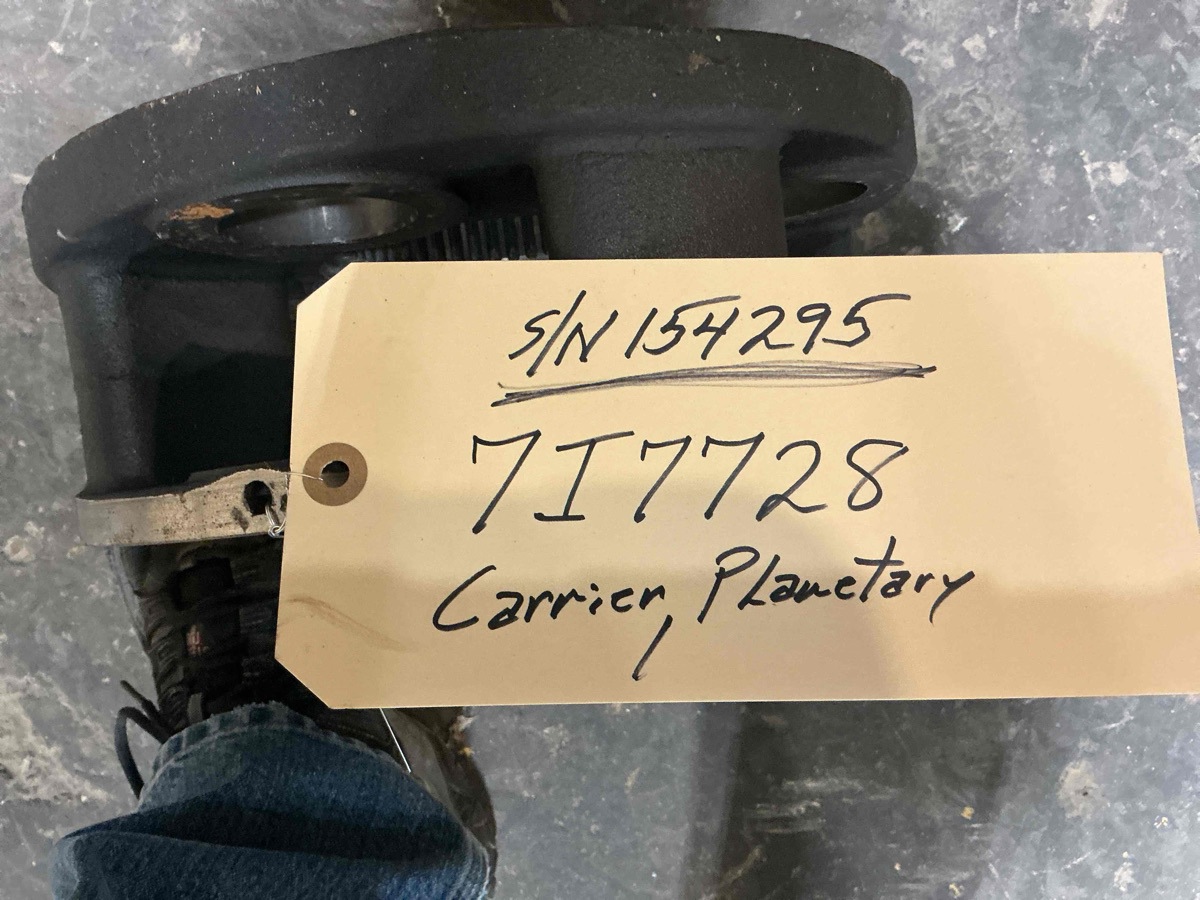 S/N 154295
7I7728
Carrier, Planetary